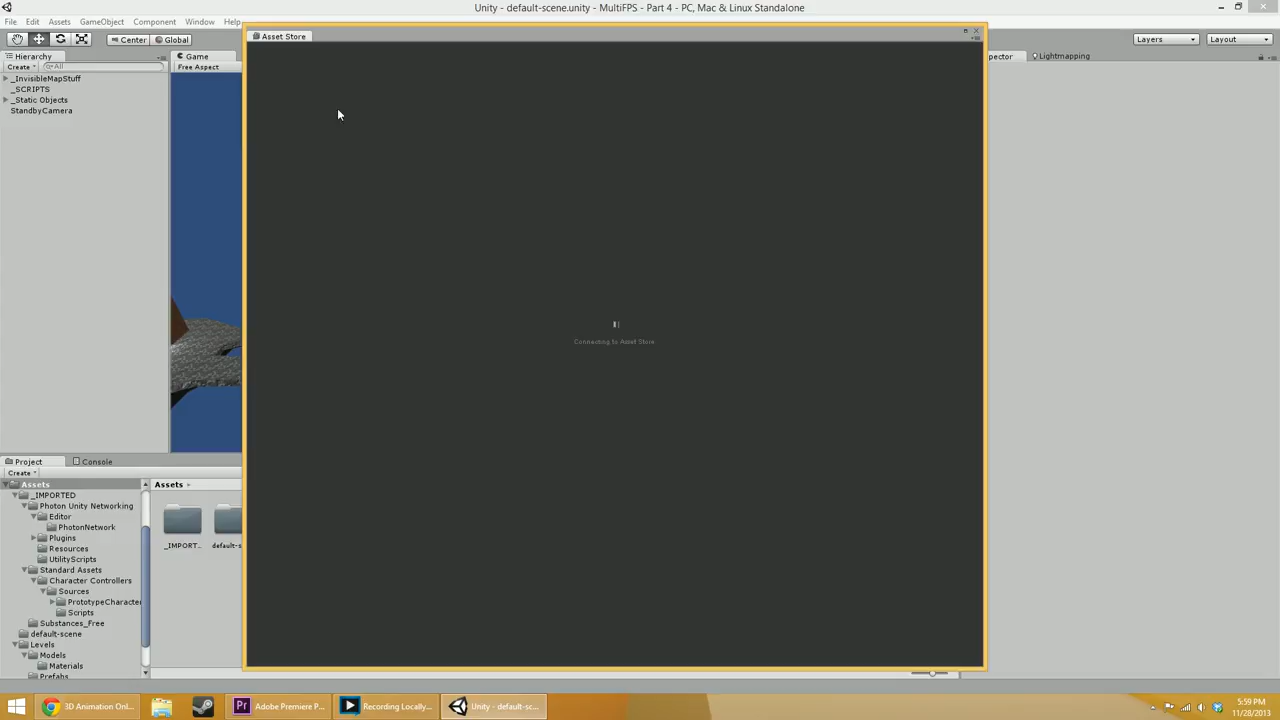 Unity - default-scene.unity - MultiFPS - Part 4 - PC, Mac & Linux Standalone
File Edit Assets GameObject Component Window Help
Center Global Layers Layout
Hierarchy
Create All
_InvisibleMapStuff
_SCRIPTS
_Static Objects
StandbyCamera
Game
Free Aspect
Asset Store
Connecting to Asset Store
pector Lightmapping
Project Console
Create
Assets
_IMPORTED
Photon Unity Networking
Editor
PhotonNetwork
Plugins
Resources
UtilityScripts
Standard Assets
Character Controllers
Sources
PrototypeCharacter
Scripts
Substances_Free
default-scene
Levels
Models
Materials
Prefabs
Assets
_IMPORT... default-s
3D Animation Onl...
Adobe Premiere P...
Recording Locally...
Unity - default-sc...
5:59 PM
11/28/2013